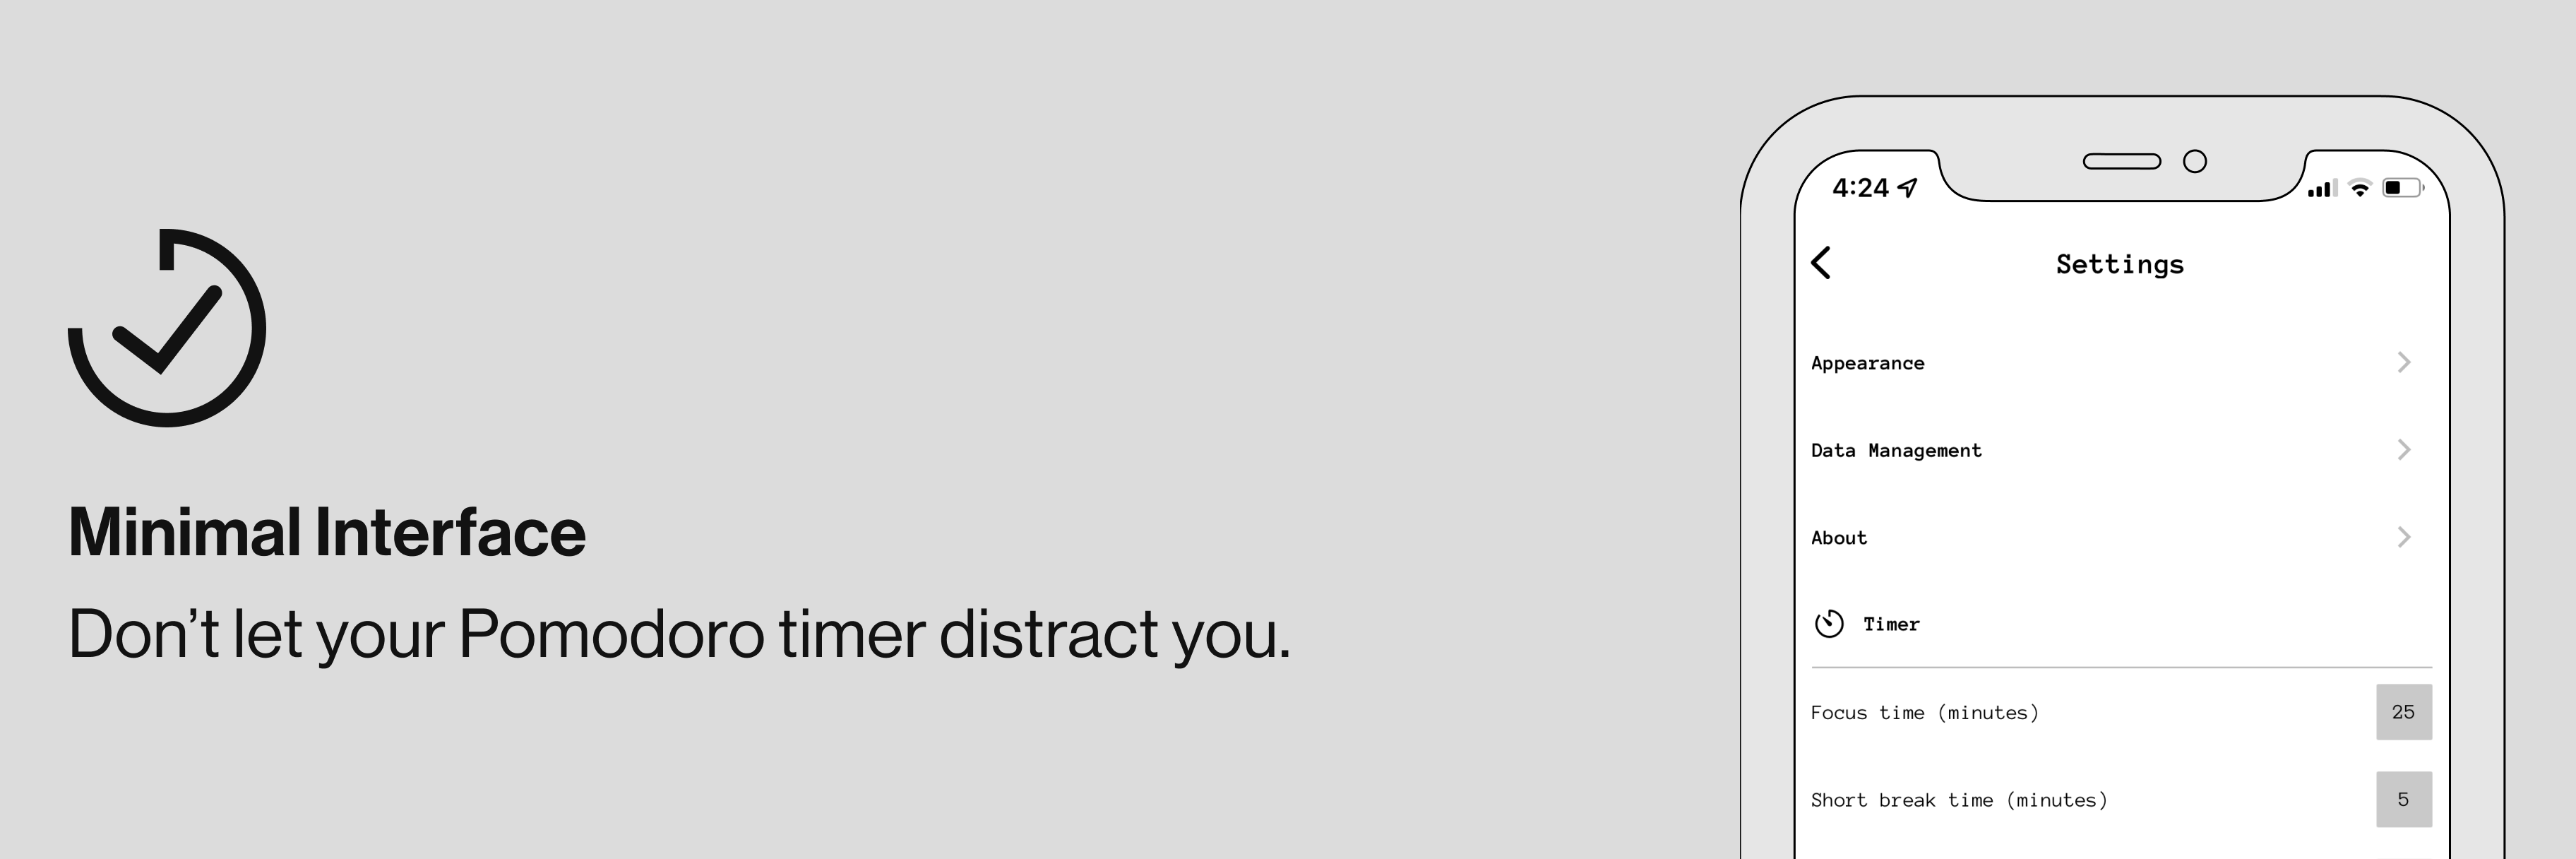 Minimal Interface
Don’t let your Pomodoro timer distract you.
4:24
Settings
Appearance
Data Management
About
Timer
Focus time (minutes) 25
Short break time (minutes) 5